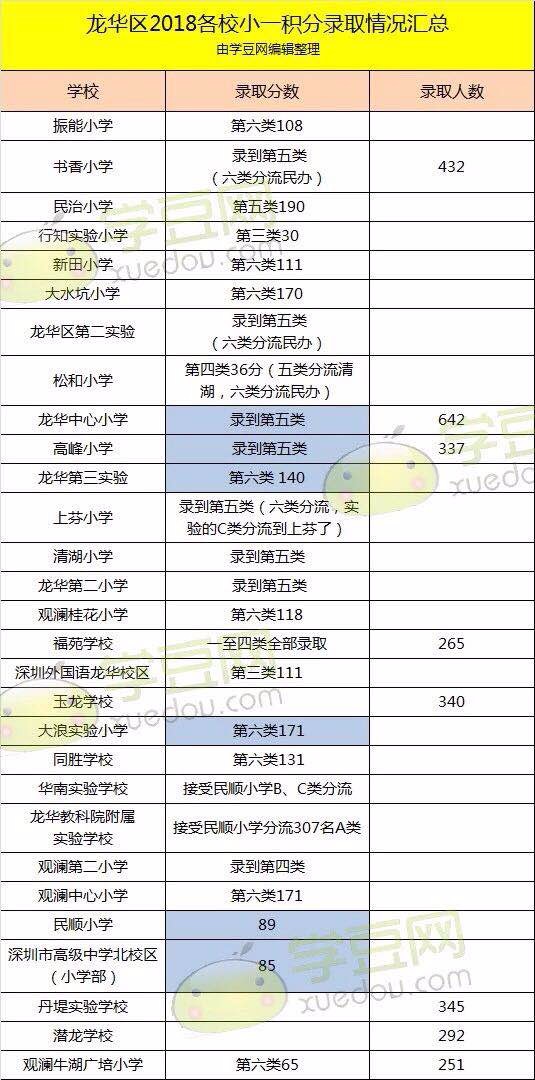 龙华区2018各校小一积分录取情况汇总
由学豆网编辑整理
学校 录取分数 录取人数
振能小学 第六类108
书香小学 录到第五类
（六类分流民办） 432
民治小学 第五类190
行知实验小学 第三类30
新田小学 第六类111
大水坑小学 第六类170
龙华区第二实验 录到第五类
（六类分流民办）
松和小学 第四类36分（五类分流清
湖，六类分流民办）
龙华中心小学 录到第五类 642
高峰小学 录到第五类 337
龙华第三实验 第六类 140
上芬小学 录到第五类（六类分流，实
验的C类分流到上芬了）
清湖小学 录到第五类
龙华第二小学 录到第五类
观澜桂花小学 第六类118
福苑学校 一至四类全部录取 265
深圳外国语龙华校区 第三类111
玉龙学校 340
大浪实验小学 第六类171
同胜学校 第六类131
华南实验学校 接受民顺小学B、C类分流
龙华教科院附属
实验学校 接受民顺小学分流307名A类
观澜第二小学 录到第四类
观澜中心小学 第六类171
民顺小学 89
深圳市高级中学北校区
（小学部） 85
丹堤实验学校 345
潜龙学校 292
观澜牛湖广培小学 第六类65 251
学豆网
xuedou.com
学豆网
xuedou.com
学豆网
xuedou.com
学豆网
xuedou.com